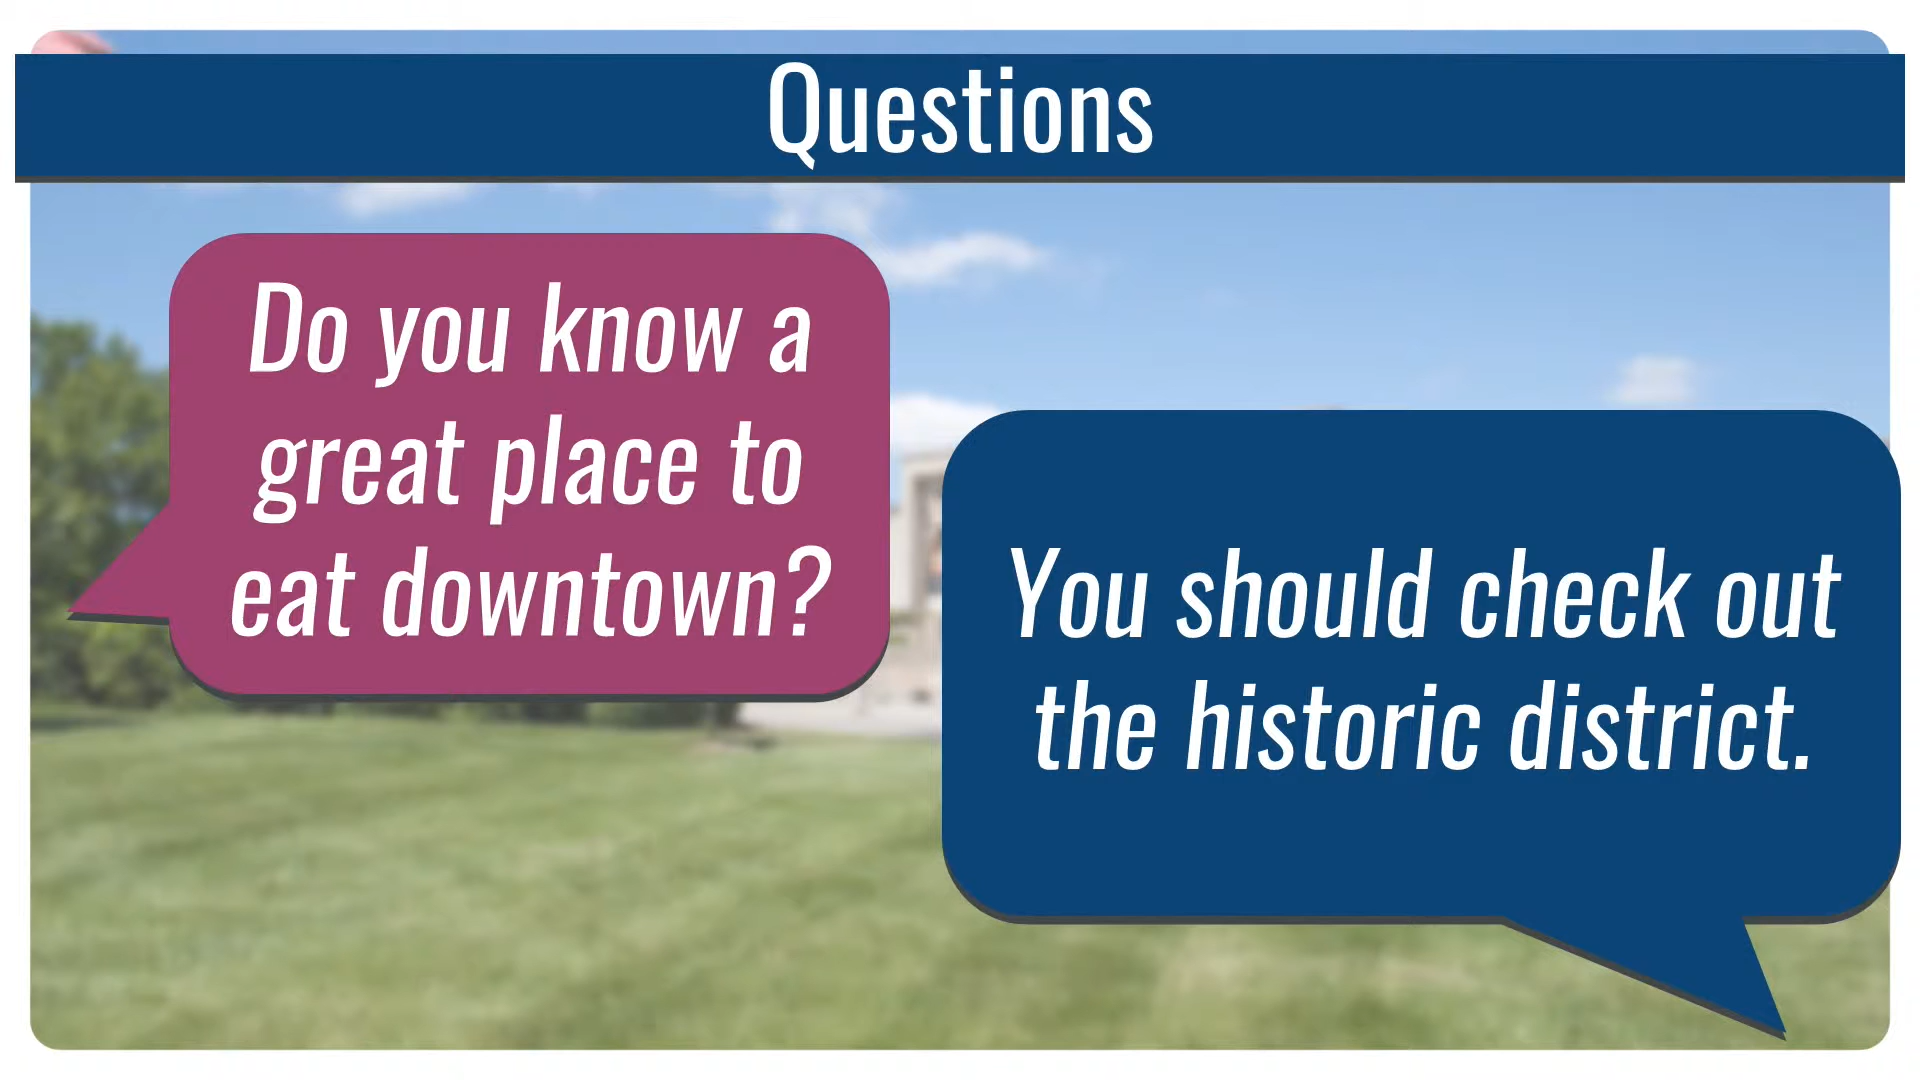 Questions
Do you know a
great place to
eat downtown?
You should check out
the historic district.